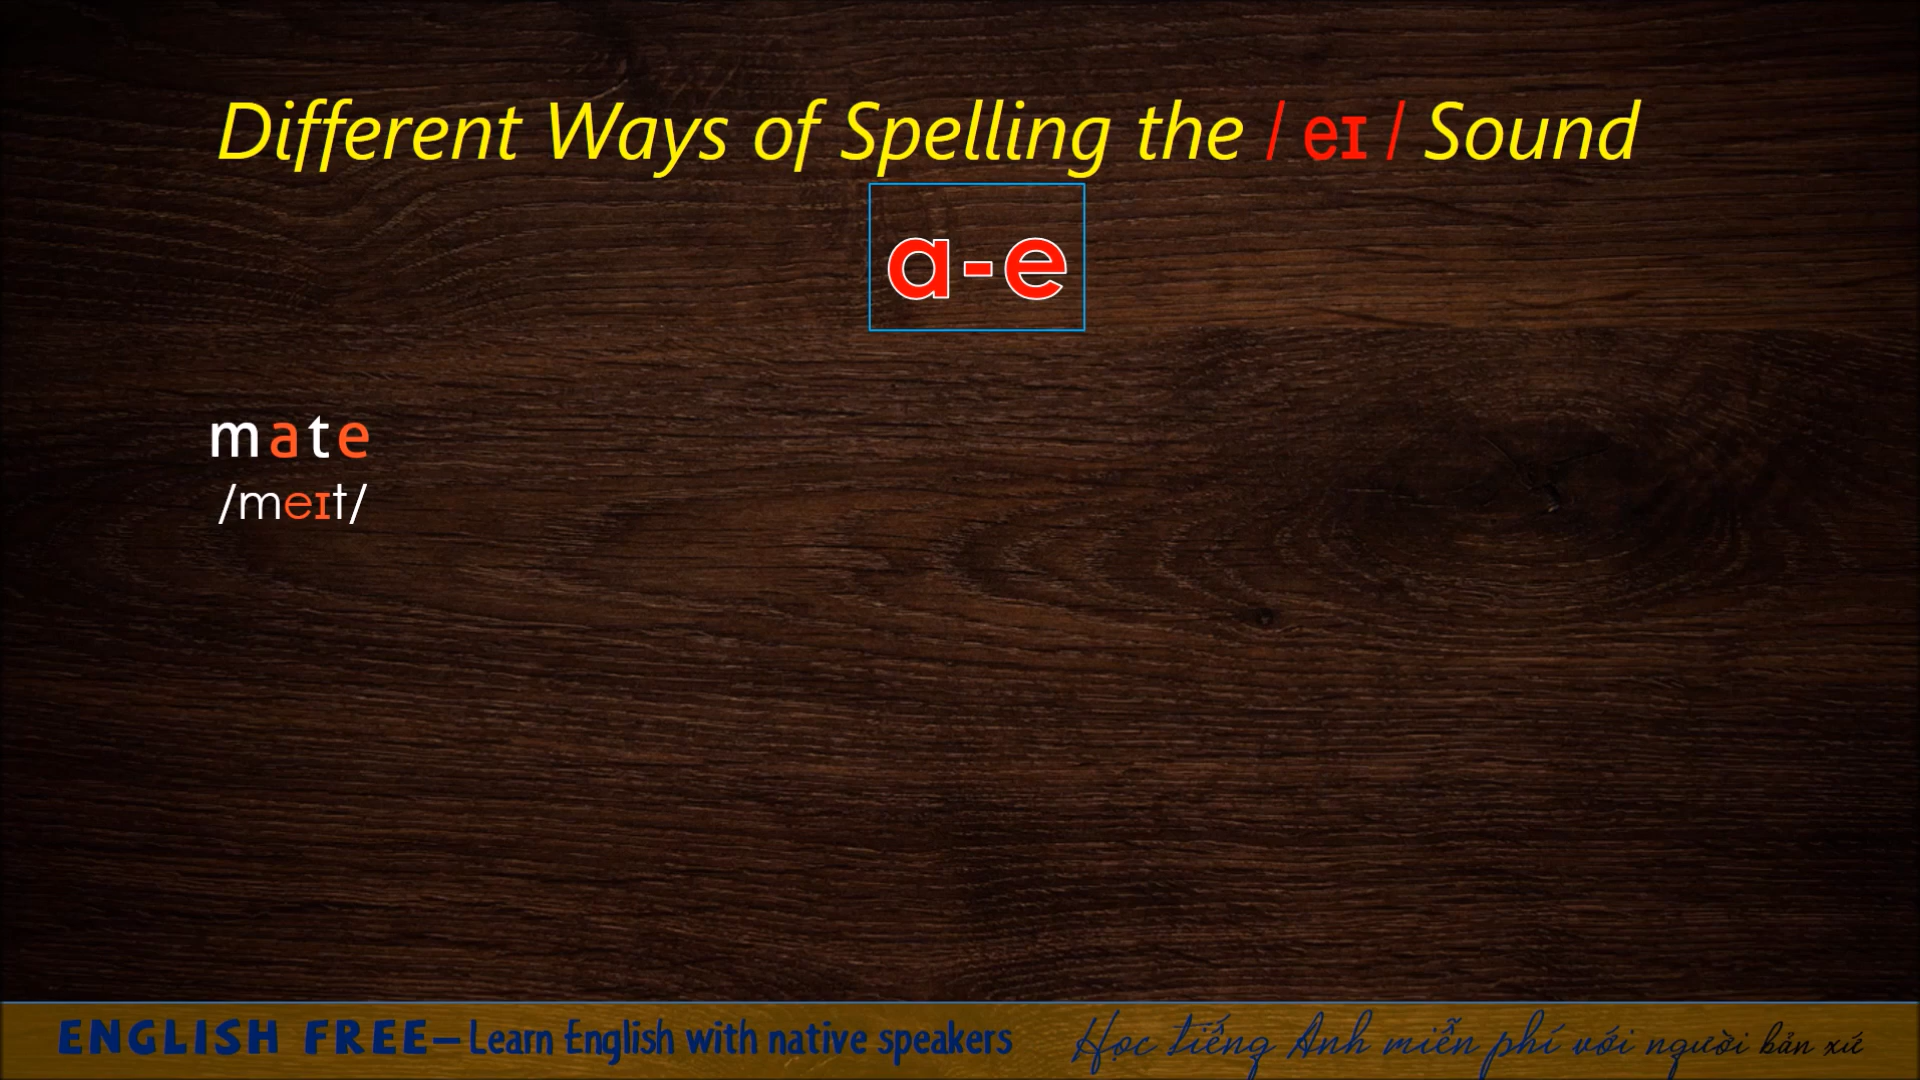 Different Ways of Spelling the / eɪ / Sound
a-e
mate
/meɪt/
ENGLISH FREE – Learn English with native speakers Học tiếng Anh miễn phí với người bản xứ